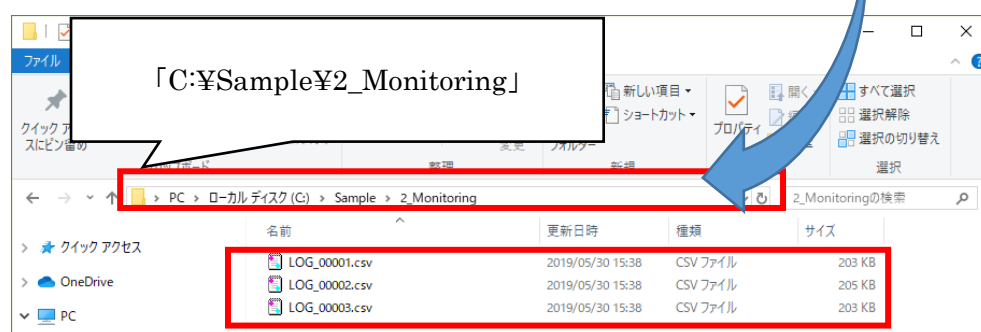 ファイル
「C:¥Sample¥2_Monitoring」
新しい項目
ショートカット
プロパティ
開く
すべて選択
選択解除
選択の切り替え
クイック ア
スにピン留め
変更
フォルダー
整理
新規
選択
PC › ローカル ディスク (C:) › Sample › 2_Monitoring
2_Monitoringの検索
名前 更新日時 種類 サイズ
クイック アクセス
LOG_00001.csv 2019/05/30 15:38 CSV ファイル 203 KB
OneDrive
LOG_00002.csv 2019/05/30 15:38 CSV ファイル 205 KB
PC
LOG_00003.csv 2019/05/30 15:38 CSV ファイル 203 KB